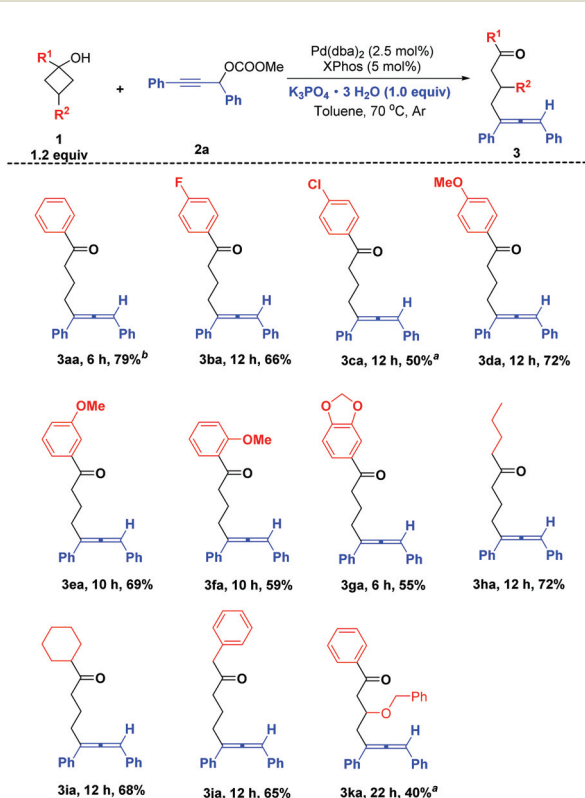 R¹ OH
R²
1
1.2 equiv
+
Ph OCOOMe
Ph
2a
Pd(dba)₂ (2.5 mol%)
XPhos (5 mol%)
K₃PO₄ • 3 H₂O (1.0 equiv)
Toluene, 70 ⁰C, Ar
R¹
O
R²
H
Ph Ph
3
O
H
Ph Ph
3aa, 6 h, 79%ᵇ
F
O
H
Ph Ph
3ba, 12 h, 66%
Cl
O
H
Ph Ph
3ca, 12 h, 50%ᵃ
MeO
O
H
Ph Ph
3da, 12 h, 72%
OMe
O
H
Ph Ph
3ea, 10 h, 69%
OMe
O
H
Ph Ph
3fa, 10 h, 59%
O O
O
H
Ph Ph
3ga, 6 h, 55%
O
H
Ph Ph
3ha, 12 h, 72%
O
H
Ph Ph
3ia, 12 h, 68%
O
H
Ph Ph
3ja, 12 h, 65%
O
O Ph
H
Ph Ph
3ka, 22 h, 40%ᵃ